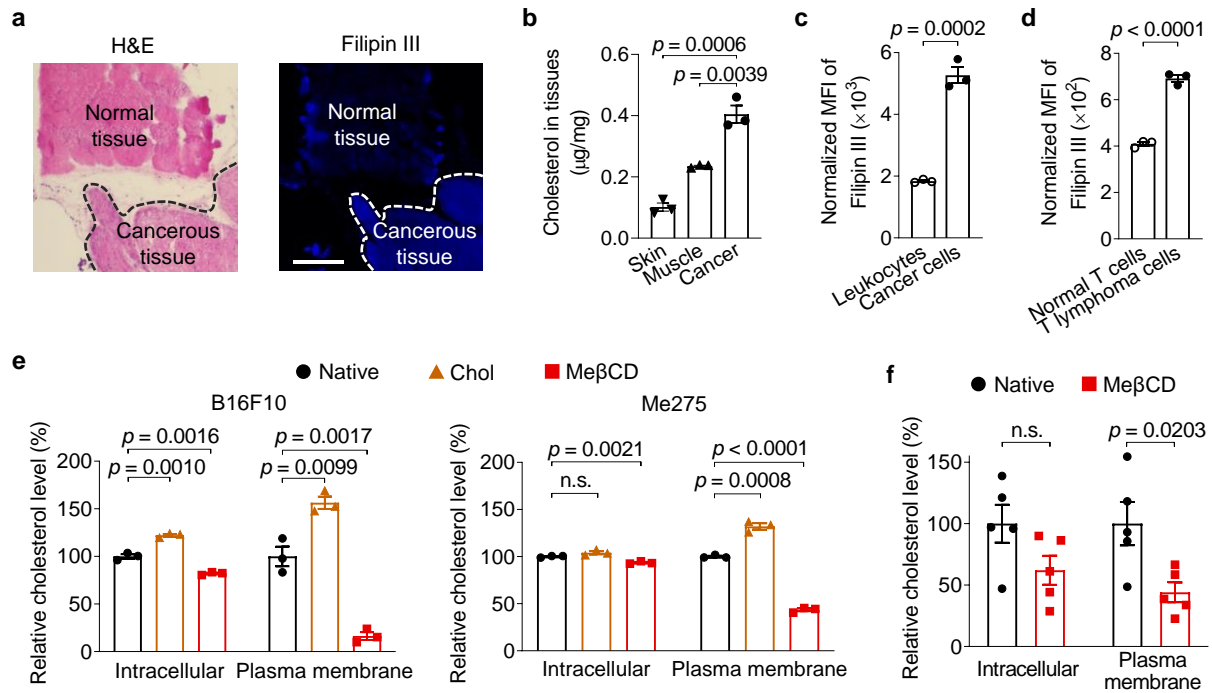 a
H&E
Filipin III
Normal
tissue
Cancerous
tissue
Normal
tissue
Cancerous
tissue
b
p = 0.0006
p = 0.0039
Cholesterol in tissues
(µg/mg)
0.6
0.4
0.2
0.0
Skin
Muscle
Cancer
c
p = 0.0002
Normalized MFI of
Filipin III (×10³)
6
4
2
0
Leukocytes
Cancer cells
d
p < 0.0001
Normalized MFI of
Filipin III (×10²)
8
6
4
2
0
Normal T cells
T lymphoma cells
e
Native
Chol
MeβCD
B16F10
p = 0.0016
p = 0.0010
p = 0.0017
p = 0.0099
Relative cholesterol level (%)
200
150
100
50
0
Intracellular
Plasma membrane
Me275
p = 0.0021
n.s.
p < 0.0001
p = 0.0008
Relative cholesterol level (%)
200
150
100
50
0
Intracellular
Plasma membrane
f
Native
MeβCD
n.s.
p = 0.0203
Relative cholesterol level (%)
150
100
50
0
Intracellular
Plasma
membrane